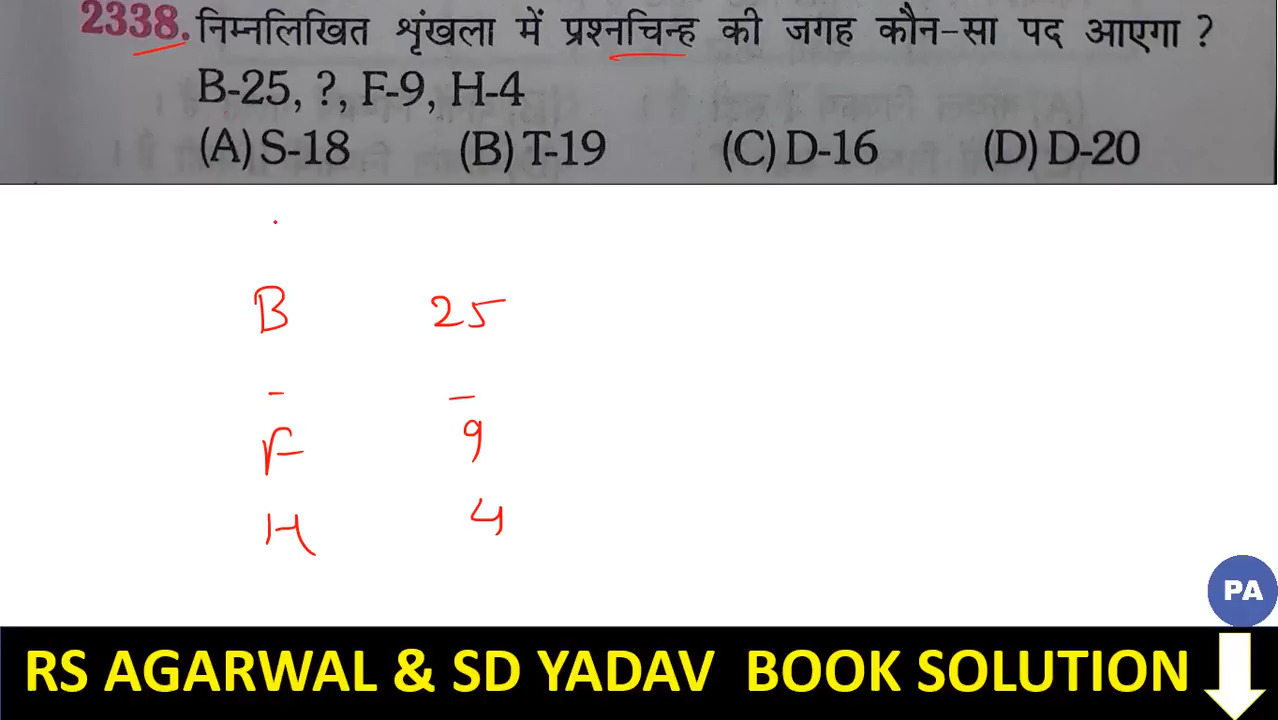 2338. निम्नलिखित श्रृंखला में प्रश्नचिन्ह की जगह कौन-सा पद आएगा ?
B-25, ?, F-9, H-4
(A) S-18 (B) T-19 (C) D-16 (D) D-20
B 25
- -
F 9
H 4
PA
RS AGARWAL & SD YADAV BOOK SOLUTION